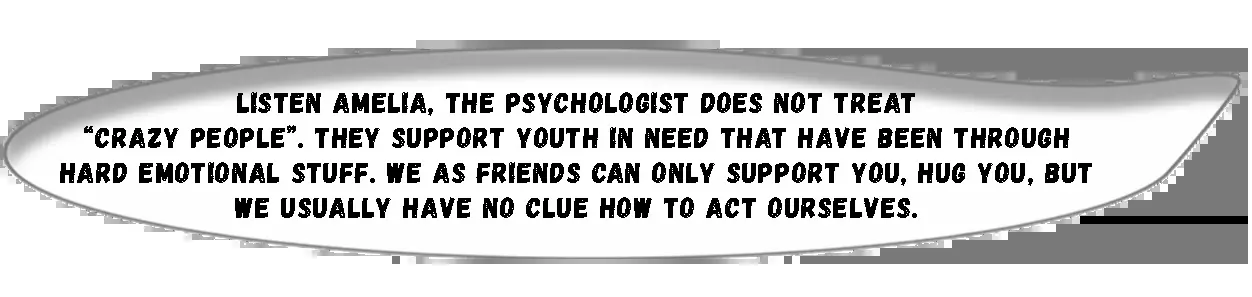 LISTEN AMELIA, THE PSYCHOLOGIST DOES NOT TREAT
“CRAZY PEOPLE”. THEY SUPPORT YOUTH IN NEED THAT HAVE BEEN THROUGH
HARD EMOTIONAL STUFF. WE AS FRIENDS CAN ONLY SUPPORT YOU, HUG YOU, BUT
WE USUALLY HAVE NO CLUE HOW TO ACT OURSELVES.